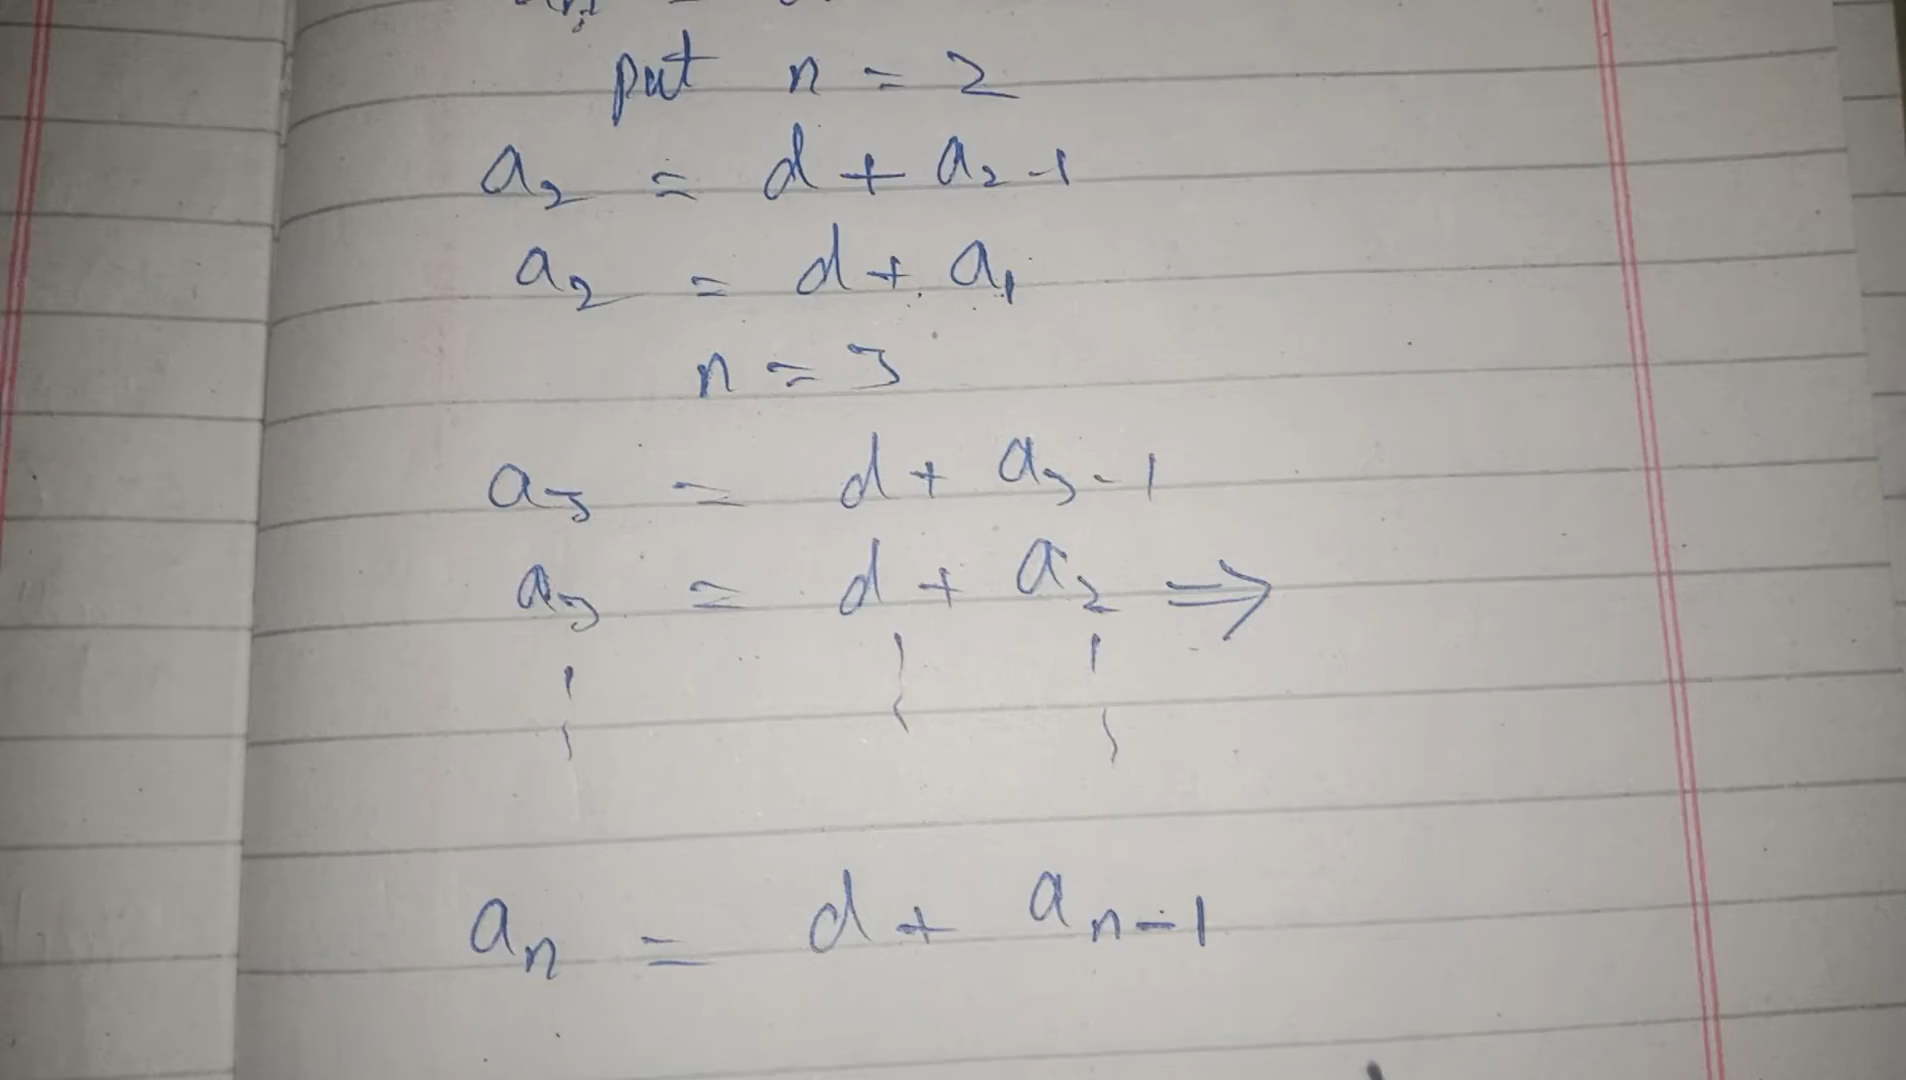 put n = 2
a₂ = d + a₂₋₁
a₂ = d + a₁
n = 3
a₃ = d + a₃₋₁
a₃ = d + a₂ ⇒
aₙ = d + aₙ₋₁